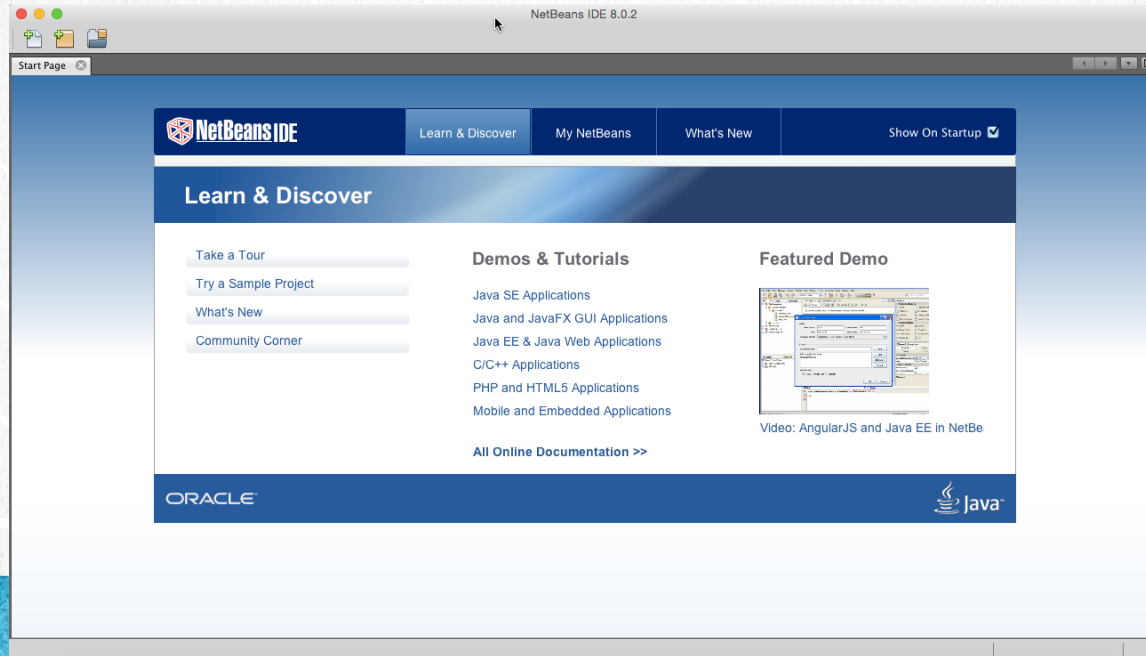 NetBeans IDE 8.0.2
Start Page
NetBeans IDE
Learn & Discover
My NetBeans
What's New
Show On Startup
Learn & Discover
Take a Tour
Try a Sample Project
What's New
Community Corner
Demos & Tutorials
Java SE Applications
Java and JavaFX GUI Applications
Java EE & Java Web Applications
C/C++ Applications
PHP and HTML5 Applications
Mobile and Embedded Applications
All Online Documentation >>
Featured Demo
Video: AngularJS and Java EE in NetBe
ORACLE
Java